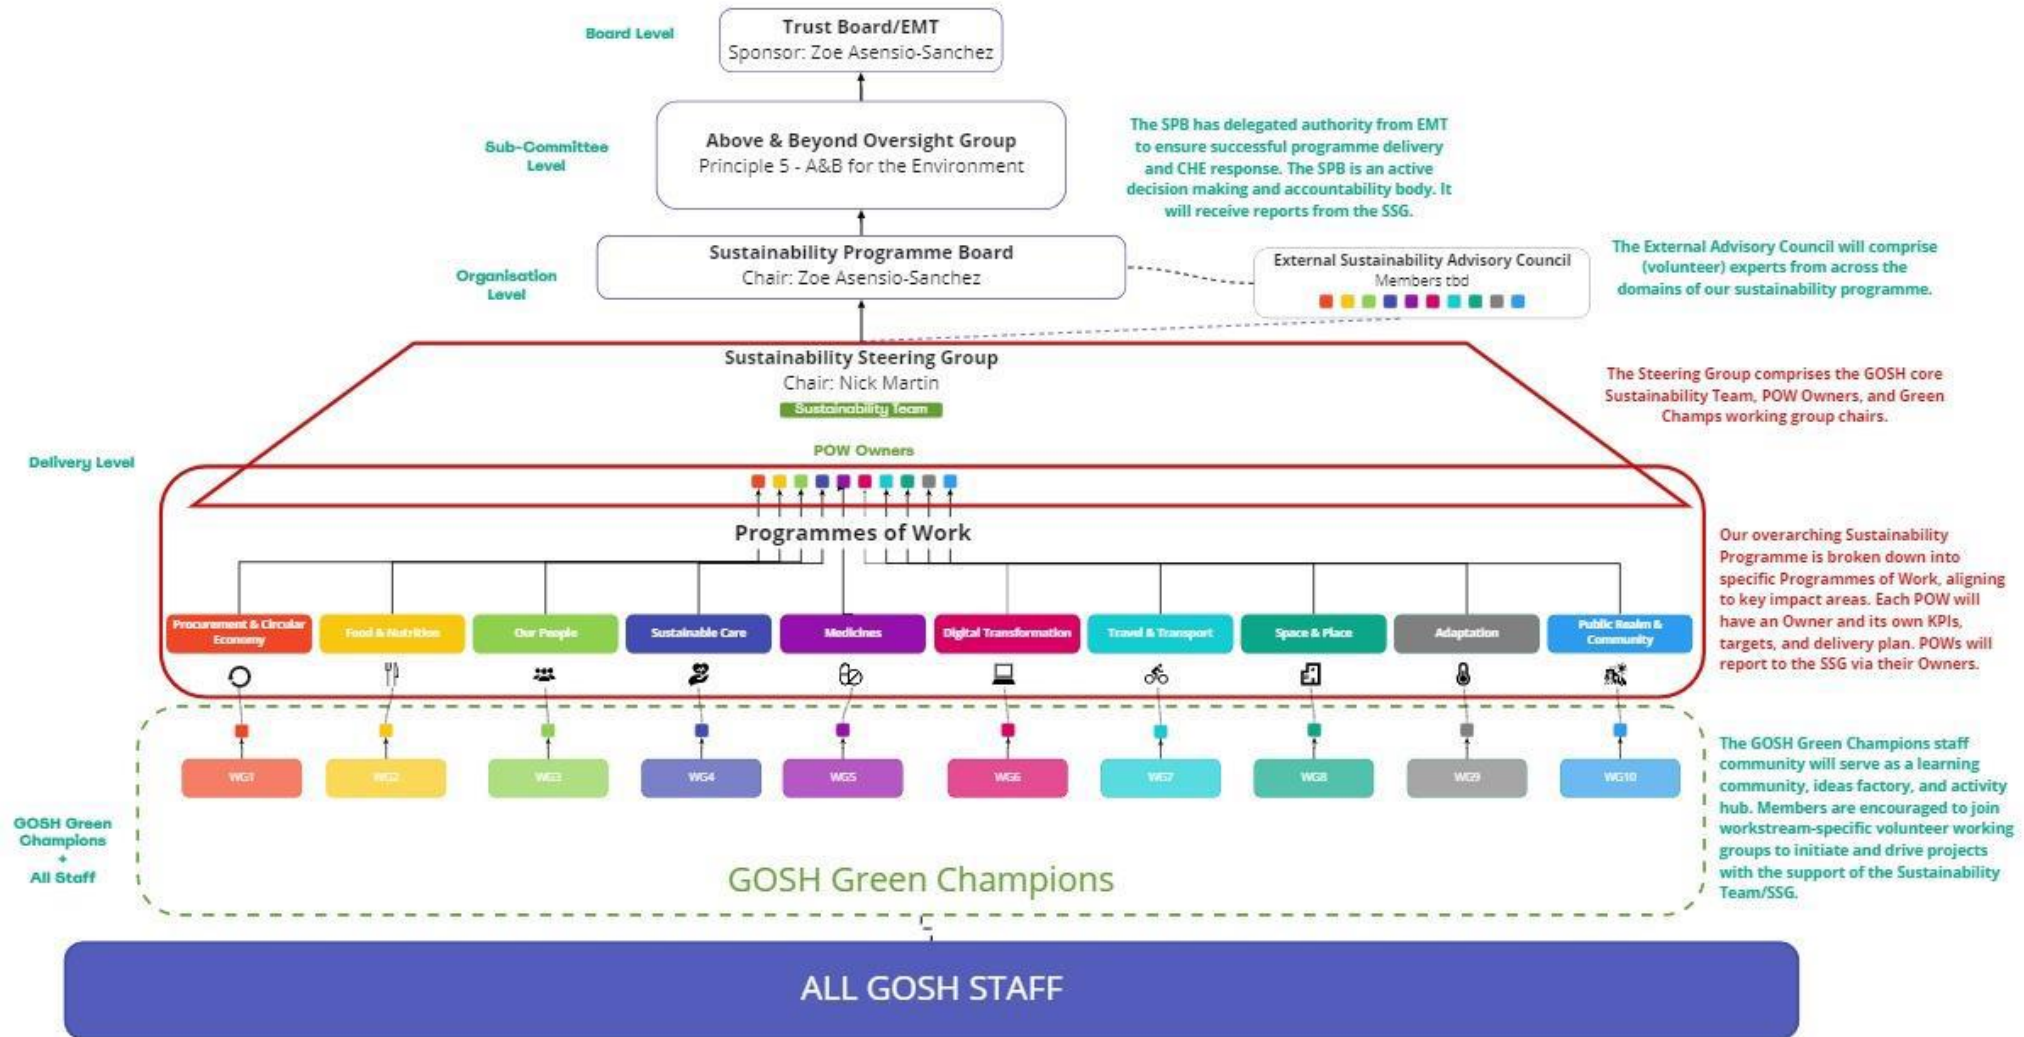 Board Level
Trust Board/EMT
Sponsor: Zoe Asensio-Sanchez
Sub-Committee
Level
Above & Beyond Oversight Group
Principle 5 - A&B for the Environment
The SPB has delegated authority from EMT
to ensure successful programme delivery
and CHE response. The SPB is an active
decision making and accountability body. It
will receive reports from the SSG.
Organisation
Level
Sustainability Programme Board
Chair: Zoe Asensio-Sanchez
External Sustainability Advisory Council
Members tbd
The External Advisory Council will comprise
(volunteer) experts from across the
domains of our sustainability programme.
Sustainability Steering Group
Chair: Nick Martin
Sustainability Team
POW Owners
The Steering Group comprises the GOSH core
Sustainability Team, POW Owners, and Green
Champs working group chairs.
Delivery Level
Programmes of Work
Procurement & Circular
Economy
Food & Nutrition
Our People
Sustainable Care
Medicines
Digital Transformation
Travel & Transport
Space & Place
Adaptation
Public Realm &
Community
Our overarching Sustainability
Programme is broken down into
specific Programmes of Work, aligning
to key impact areas. Each POW will
have an Owner and its own KPIs,
targets, and delivery plan. POWs will
report to the SSG via their Owners.
WG1
WG2
WG3
WG4
WG5
WG6
WG7
WG8
WG9
WG10
GOSH Green
Champions
+
All Staff
GOSH Green Champions
The GOSH Green Champions staff
community will serve as a learning
community, ideas factory, and activity
hub. Members are encouraged to join
workstream-specific volunteer working
groups to initiate and drive projects
with the support of the Sustainability
Team/SSG.
ALL GOSH STAFF